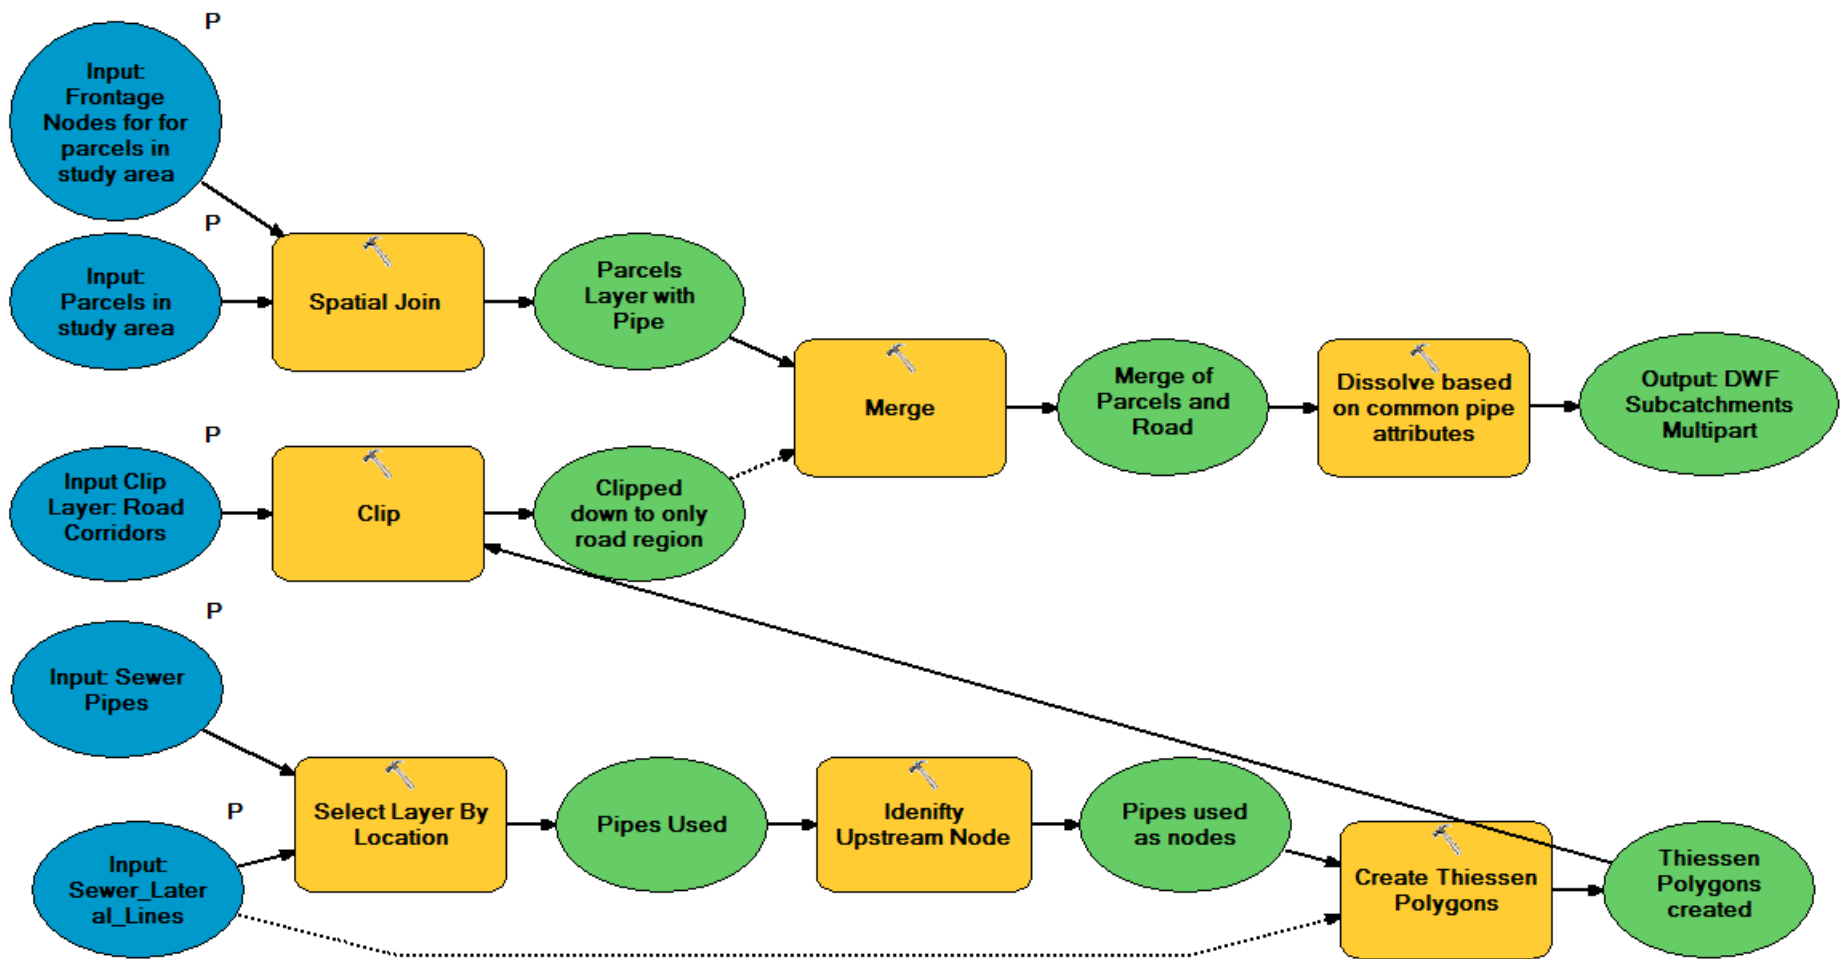 P
Input:
Frontage
Nodes for for
parcels in
study area
P
Input:
Parcels in
study area
Spatial Join
Parcels
Layer with
Pipe
Merge
Merge of
Parcels and
Road
Dissolve based
on common pipe
attributes
Output: DWF
Subcatchments
Multipart
P
Input Clip
Layer: Road
Corridors
Clip
Clipped
down to only
road region
P
Input: Sewer
Pipes
P
Input:
Sewer_Later
al_Lines
Select Layer By
Location
Pipes Used
Idenifty
Upstream Node
Pipes used
as nodes
Create Thiessen
Polygons
Thiessen
Polygons
created